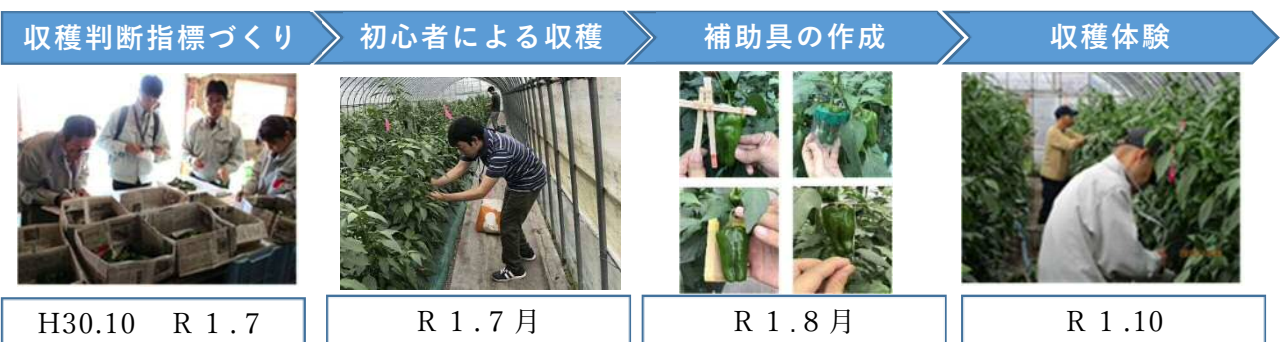 収穫判断指標づくり
初心者による収穫
補助具の作成
収穫体験
H30.10　R１.7
R１.7月
R１.8月
R１.10